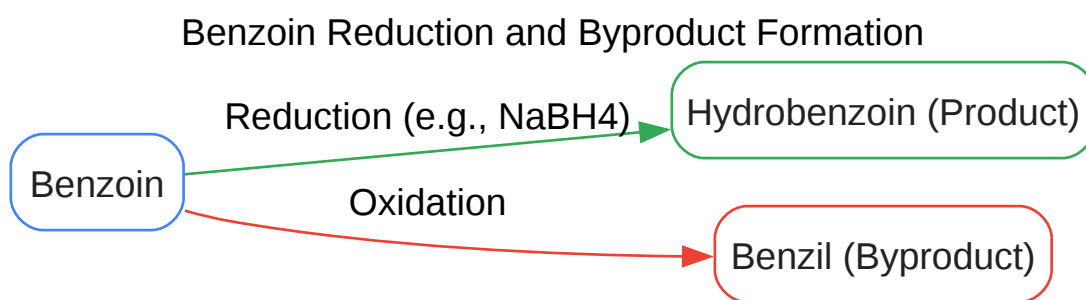 Benzoin Reduction and Byproduct Formation
Reduction (e.g., NaBH4)
Hydrobenzoin (Product)
Benzoin
Oxidation
Benzil (Byproduct)